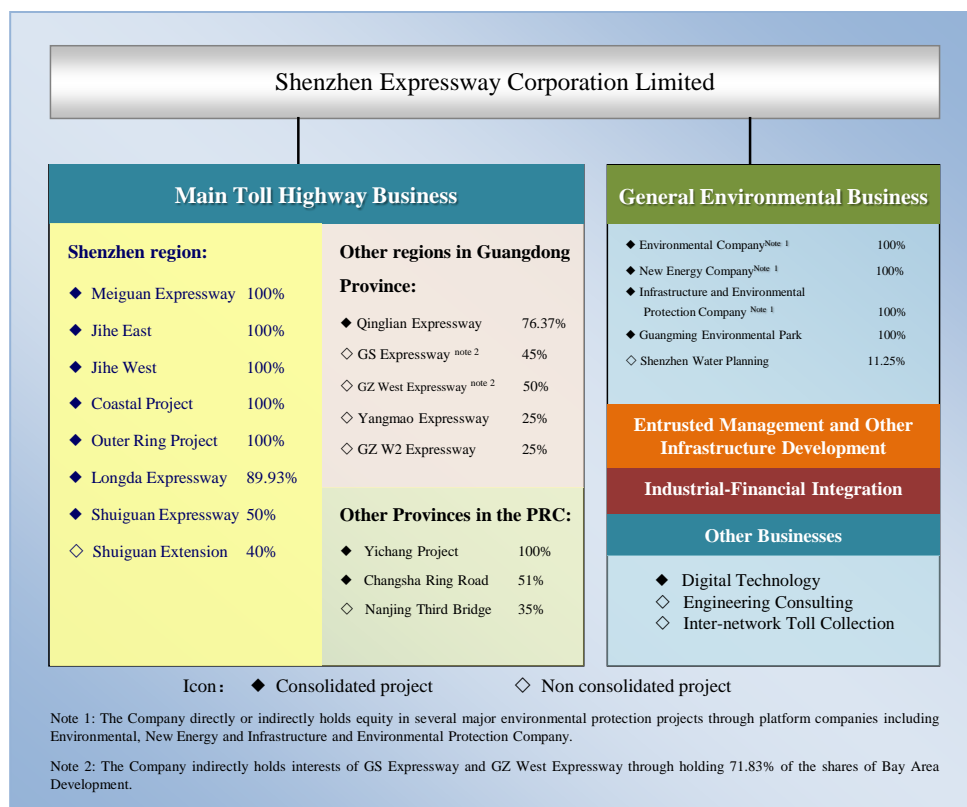 Shenzhen Expressway Corporation Limited
Main Toll Highway Business
Shenzhen region:
◆ Meiguan Expressway 100%
◆ Jihe East 100%
◆ Jihe West 100%
◆ Coastal Project 100%
◆ Outer Ring Project 100%
◆ Longda Expressway 89.93%
◆ Shuiguan Expressway 50%
◇ Shuiguan Extension 40%
Other regions in Guangdong
Province:
◆ Qinglian Expressway 76.37%
◇ GS Expressway note 2 45%
◇ GZ West Expressway note 2 50%
◇ Yangmao Expressway 25%
◇ GZ W2 Expressway 25%
Other Provinces in the PRC:
◆ Yichang Project 100%
◆ Changsha Ring Road 51%
◇ Nanjing Third Bridge 35%
General Environmental Business
◆ Environmental Company Note 1 100%
◆ New Energy Company Note 1 100%
◆ Infrastructure and Environmental
Protection Company Note 1 100%
◆ Guangming Environmental Park 100%
◇ Shenzhen Water Planning 11.25%
Entrusted Management and Other
Infrastructure Development
Industrial-Financial Integration
Other Businesses
◆ Digital Technology
◇ Engineering Consulting
◇ Inter-network Toll Collection
Icon： ◆ Consolidated project ◇ Non consolidated project
Note 1: The Company directly or indirectly holds equity in several major environmental protection projects through platform companies including
Environmental, New Energy and Infrastructure and Environmental Protection Company.
Note 2: The Company indirectly holds interests of GS Expressway and GZ West Expressway through holding 71.83% of the shares of Bay Area
Development.